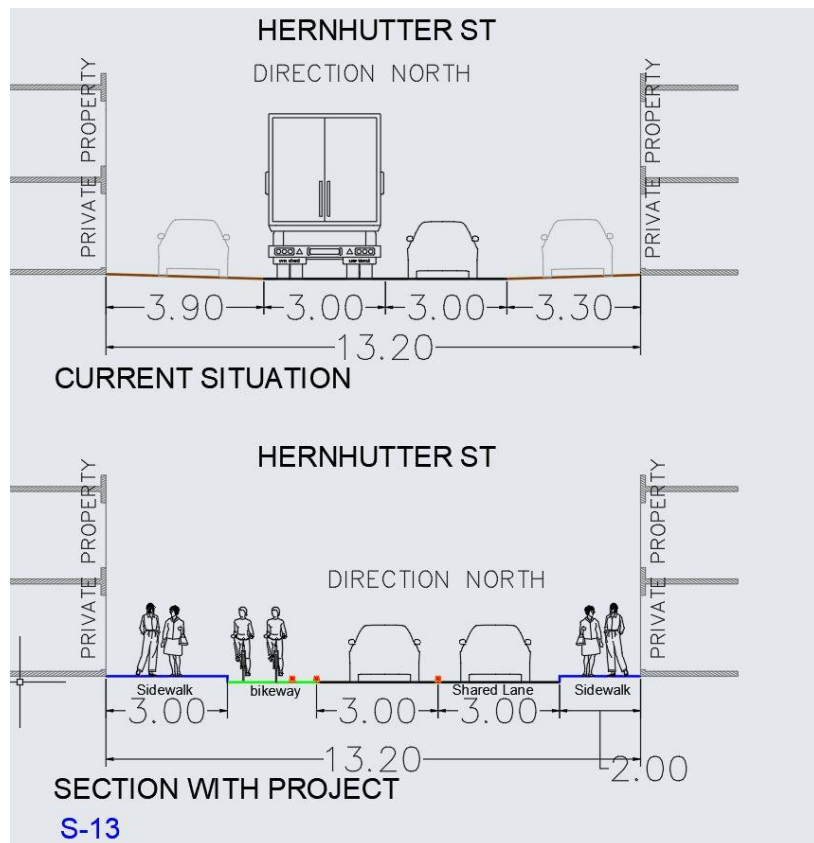 HERNHUTTER ST
DIRECTION NORTH
PRIVATE PROPERTY
PRIVATE PROPERTY
3.90
3.00
3.00
3.30
13.20
CURRENT SITUATION
HERNHUTTER ST
DIRECTION NORTH
PRIVATE PROPERTY
PRIVATE PROPERTY
Sidewalk
bikeway
Shared Lane
Sidewalk
3.00
3.00
3.00
13.20
2.00
SECTION WITH PROJECT
S-13